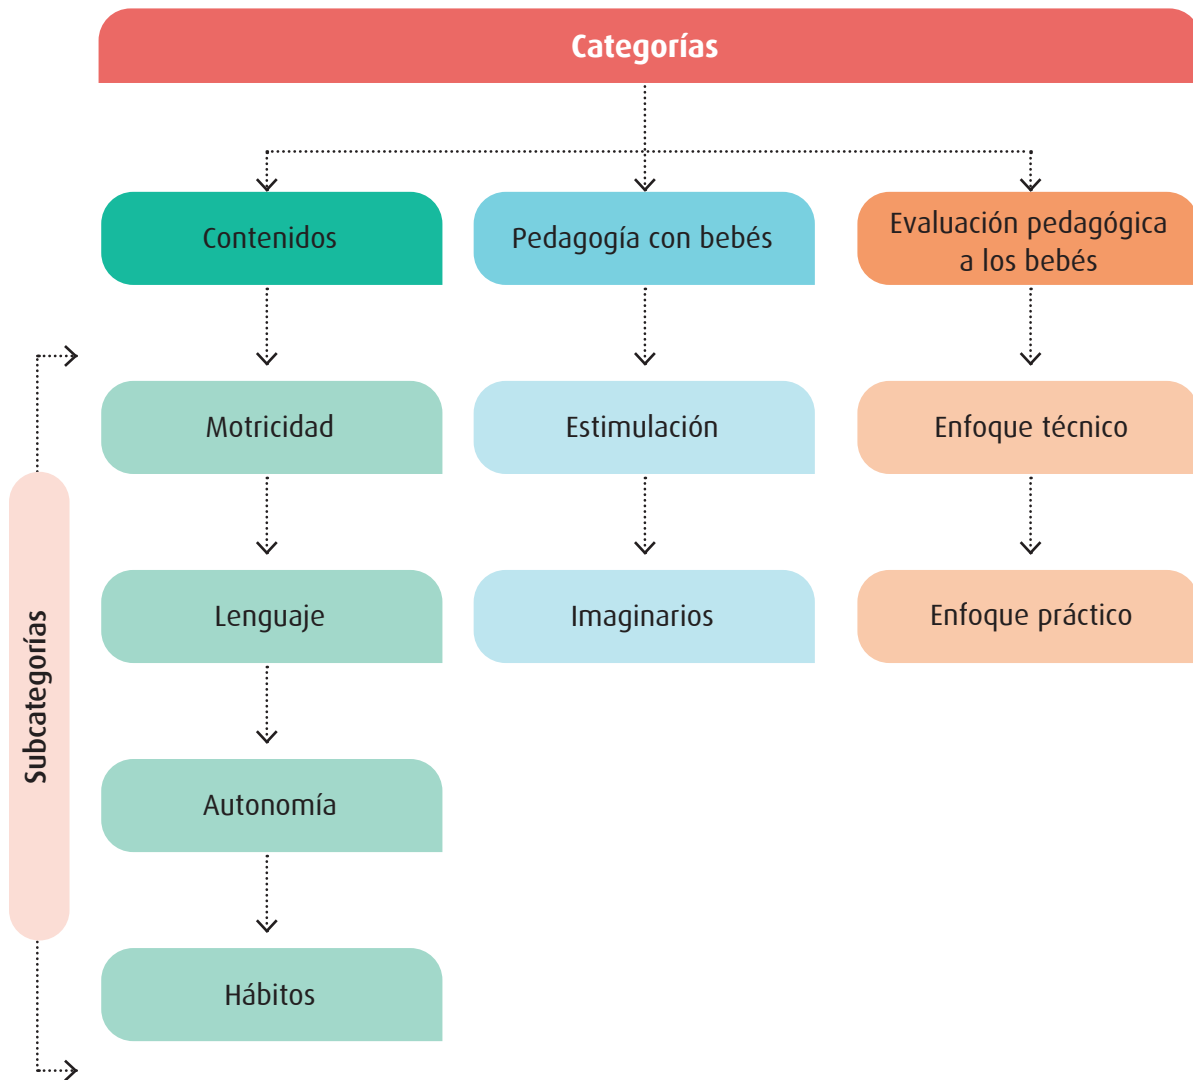 Categorías
Contenidos
Pedagogía con bebés
Evaluación pedagógica
a los bebés
Subcategorías
Motricidad
Estimulación
Enfoque técnico
Lenguaje
Imaginarios
Enfoque práctico
Autonomía
Hábitos